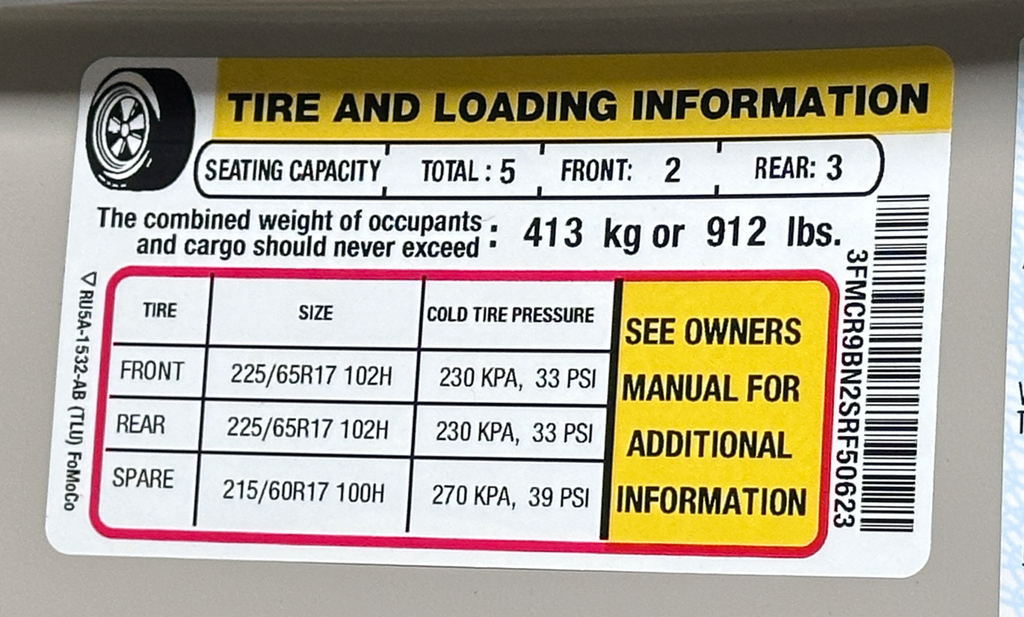 TIRE AND LOADING INFORMATION
SEATING CAPACITY TOTAL : 5 FRONT: 2 REAR: 3
The combined weight of occupants
and cargo should never exceed : 413 kg or 912 lbs.
TIRE SIZE COLD TIRE PRESSURE
FRONT 225/65R17 102H 230 KPA, 33 PSI
REAR 225/65R17 102H 230 KPA, 33 PSI
SPARE 215/60R17 100H 270 KPA, 39 PSI
SEE OWNERS
MANUAL FOR
ADDITIONAL
INFORMATION
3FMCR9BN2SRF50623
RU5A-1532-AB (TLU) FoMoCo